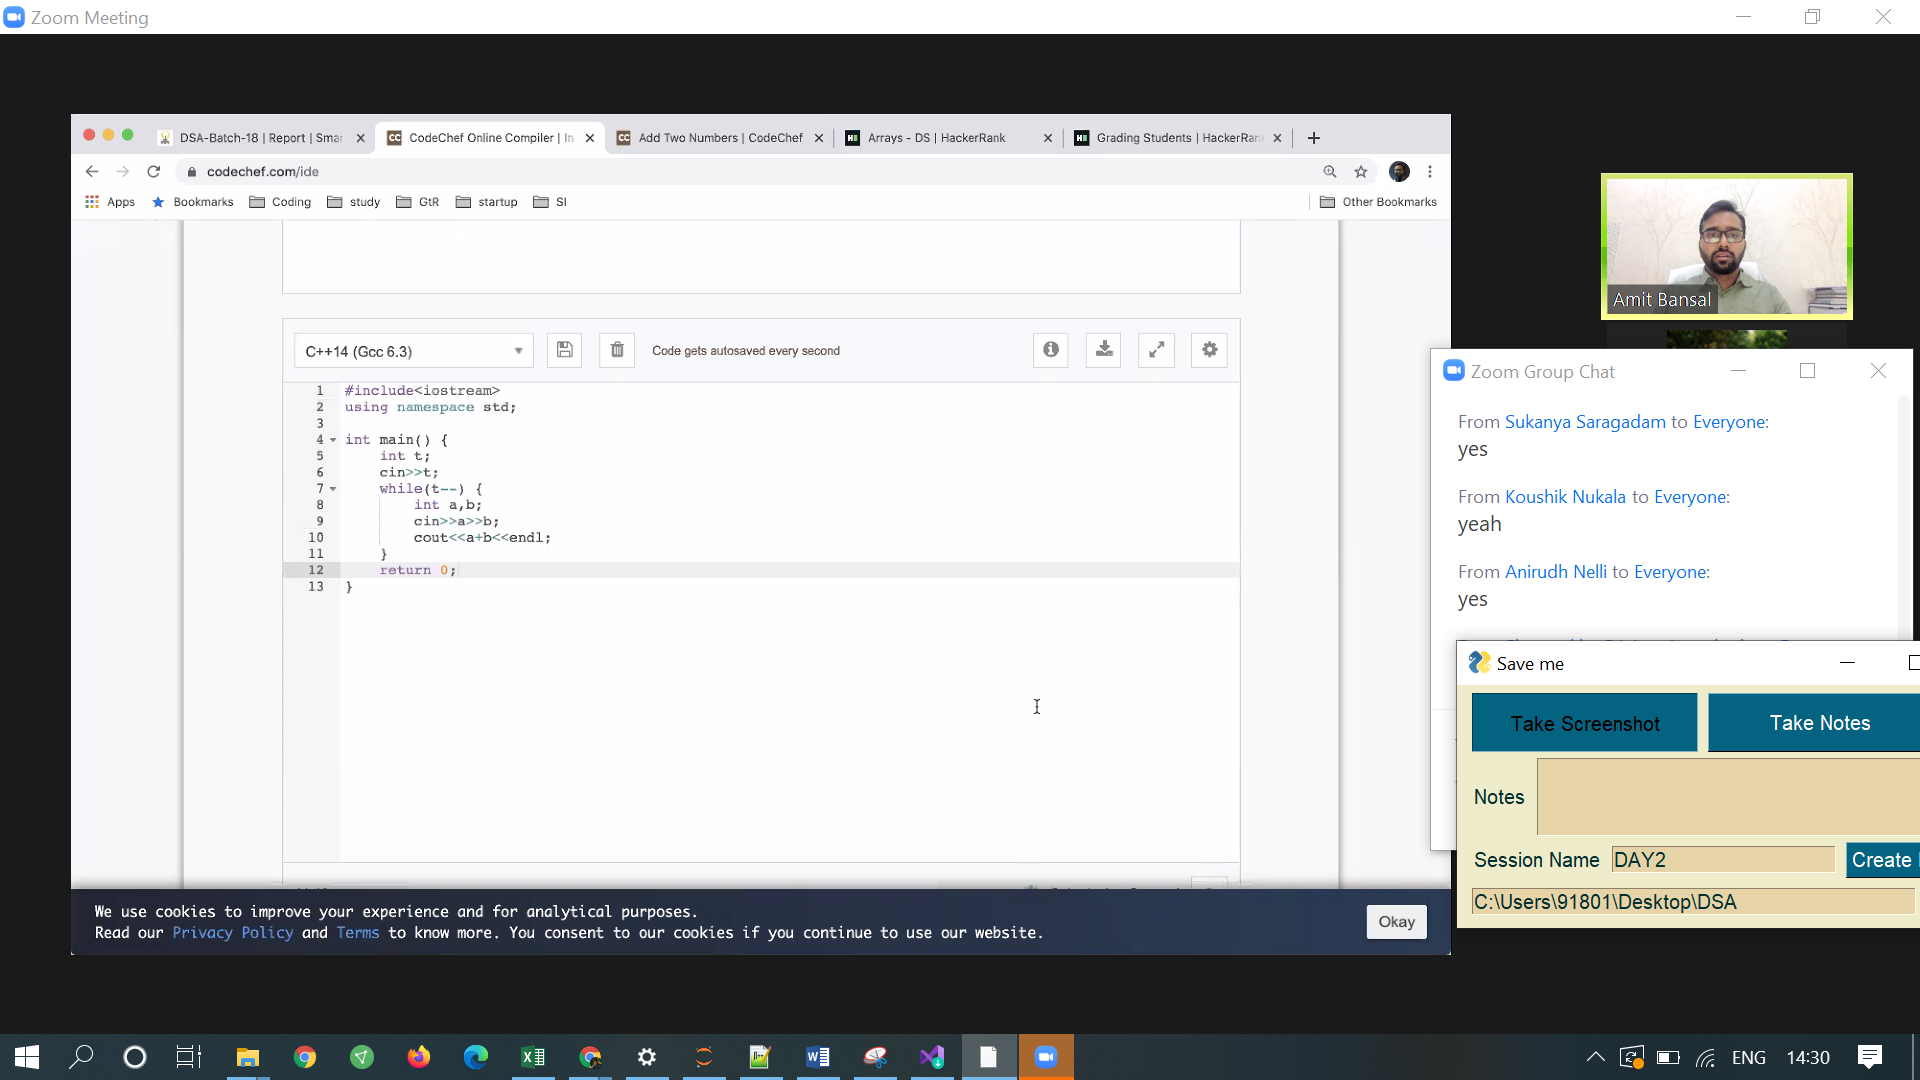 Zoom Meeting
DSA-Batch-18 | Report | Smar
CodeChef Online Compiler | In
Add Two Numbers | CodeChef
Arrays - DS | HackerRank
Grading Students | HackerRan
codechef.com/ide
Apps
Bookmarks
Coding
study
GtR
startup
SI
Other Bookmarks
C++14 (Gcc 6.3)
Code gets autosaved every second
1 #include<iostream>
2 using namespace std;
3
4 int main() {
5 int t;
6 cin>>t;
7 while(t--) {
8 int a,b;
9 cin>>a>>b;
10 cout<<a+b<<endl;
11 }
12 return 0;
13 }
We use cookies to improve your experience and for analytical purposes.
Read our Privacy Policy and Terms to know more. You consent to our cookies if you continue to use our website.
Okay
Amit Bansal
Zoom Group Chat
From Sukanya Saragadam to Everyone:
yes
From Koushik Nukala to Everyone:
yeah
From Anirudh Nelli to Everyone:
yes
Save me
Take Screenshot
Take Notes
Notes
Session Name DAY2
Create
C:\Users\91801\Desktop\DSA
ENG
14:30